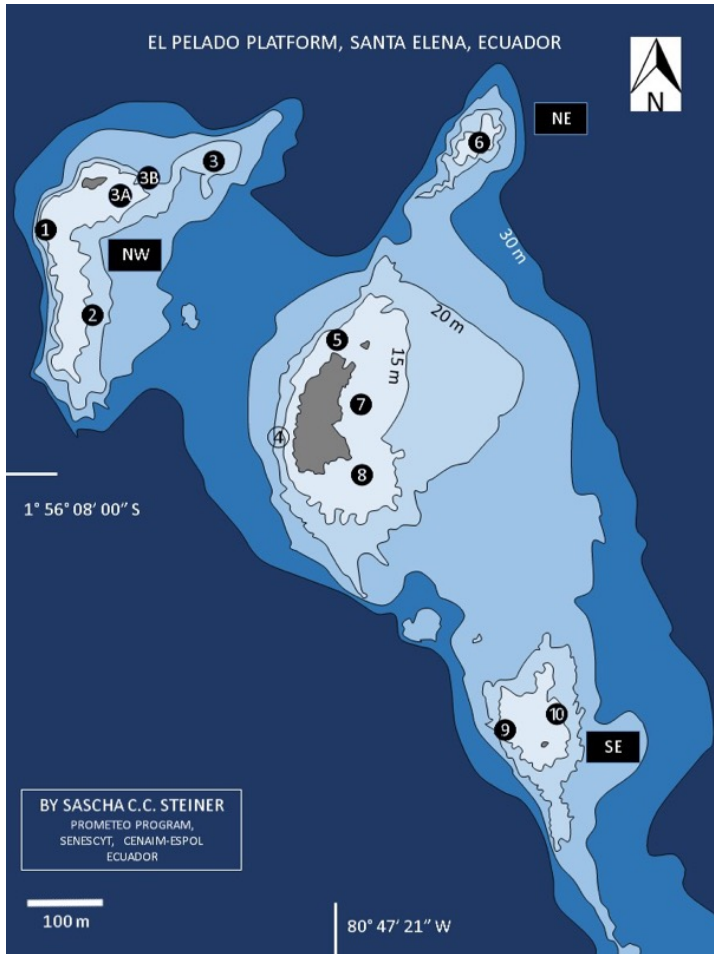 EL PELADO PLATFORM, SANTA ELENA, ECUADOR
N
NE
6
3
3B
3A
1
NW
30 m
2
20 m
5
15 m
7
4
8
1° 56° 08′ 00″ S
10
9
SE
BY SASCHA C.C. STEINER
PROMETEO PROGRAM,
SENESCYT, CENAIM-ESPOL
ECUADOR
100 m
80° 47′ 21″ W